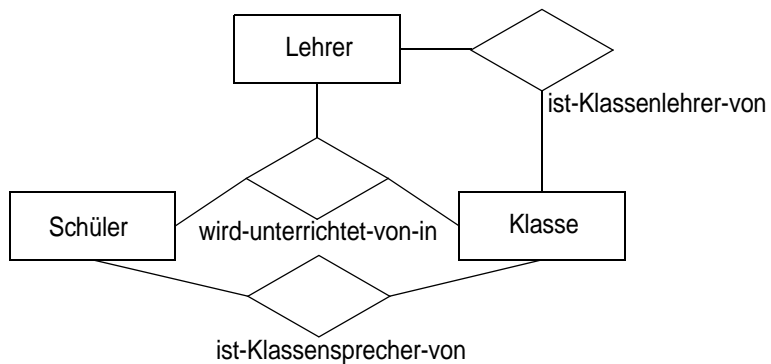 Lehrer
ist-Klassenlehrer-von
Schüler
wird-unterrichtet-von-in
Klasse
ist-Klassensprecher-von